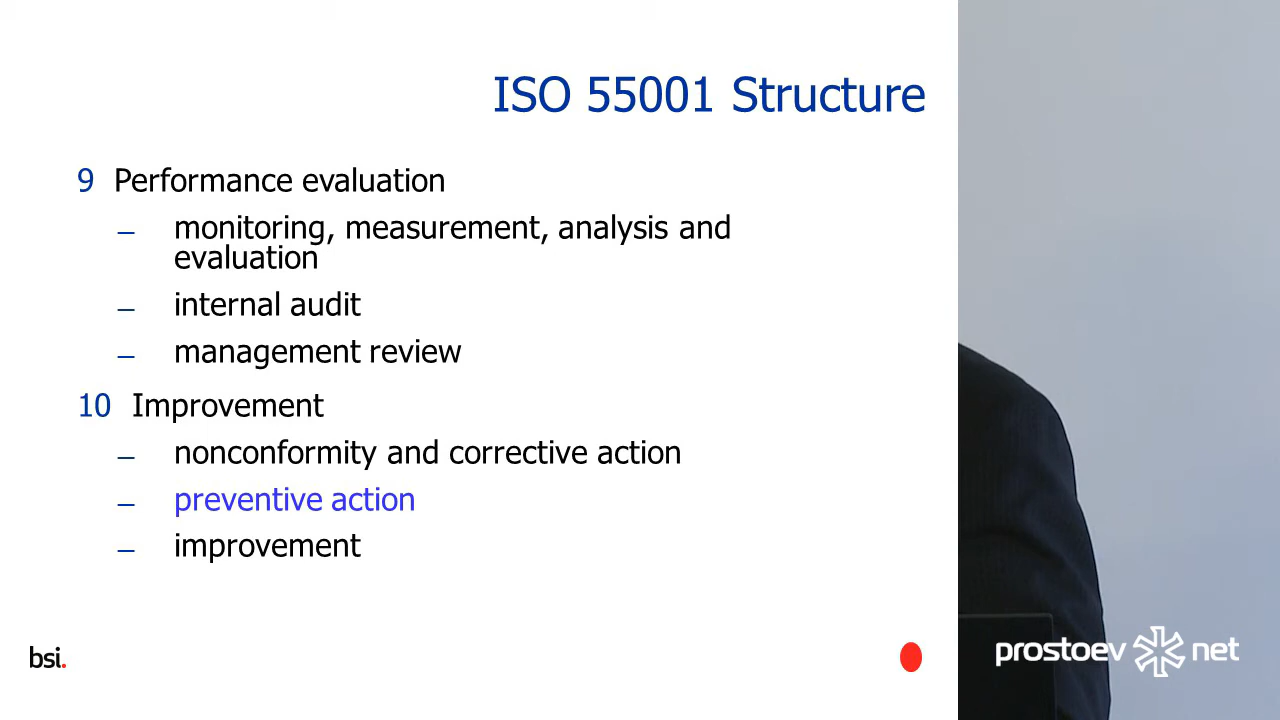 ISO 55001 Structure
9 Performance evaluation
– monitoring, measurement, analysis and
evaluation
– internal audit
– management review
10 Improvement
– nonconformity and corrective action
– preventive action
– improvement
bsi.
prostoev net